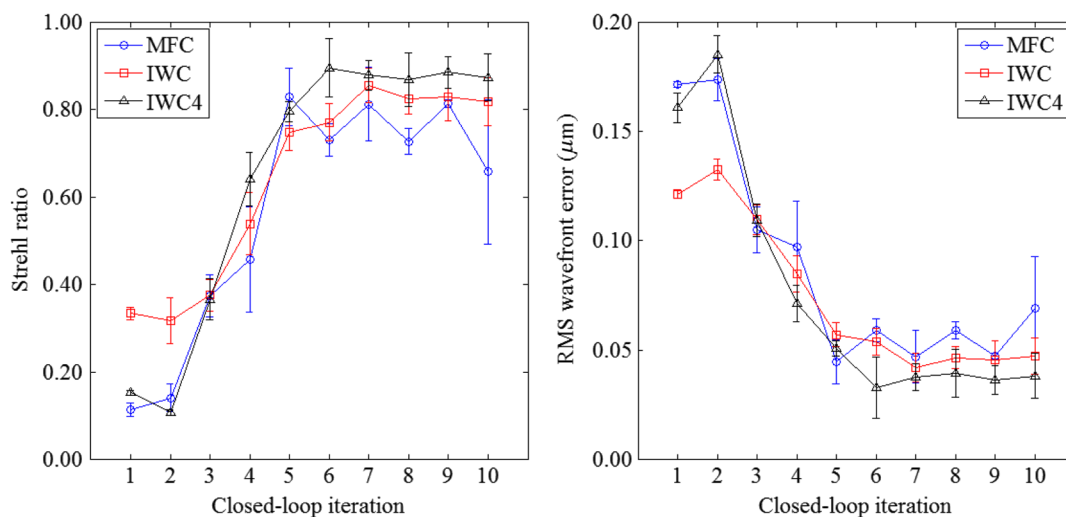 1.00
0.80
0.60
0.40
0.20
0.00
Strehl ratio
MFC
IWC
IWC4
1 2 3 4 5 6 7 8 9 10
Closed-loop iteration
0.20
0.15
0.10
0.05
0.00
RMS wavefront error (μm)
MFC
IWC
IWC4
1 2 3 4 5 6 7 8 9 10
Closed-loop iteration